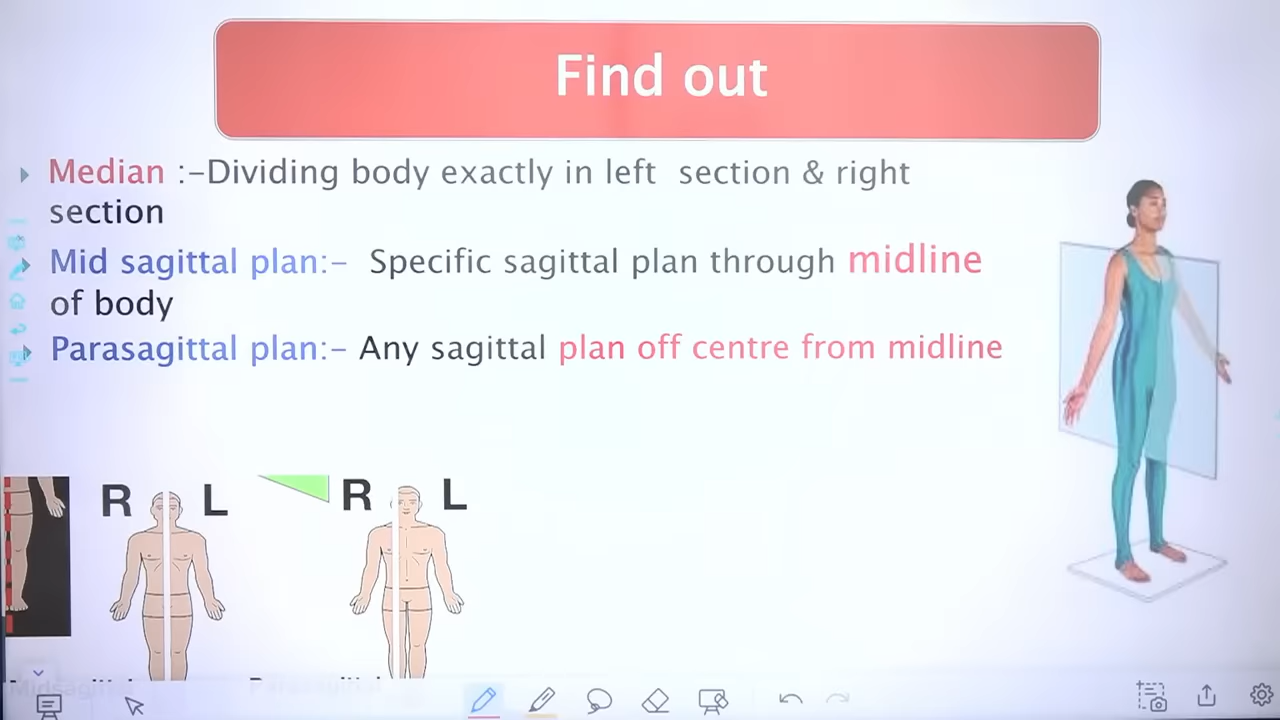 Find out
Median :-Dividing body exactly in left section & right
section
Mid sagittal plan:- Specific sagittal plan through midline
of body
Parasagittal plan:- Any sagittal plan off centre from midline
R L
R L